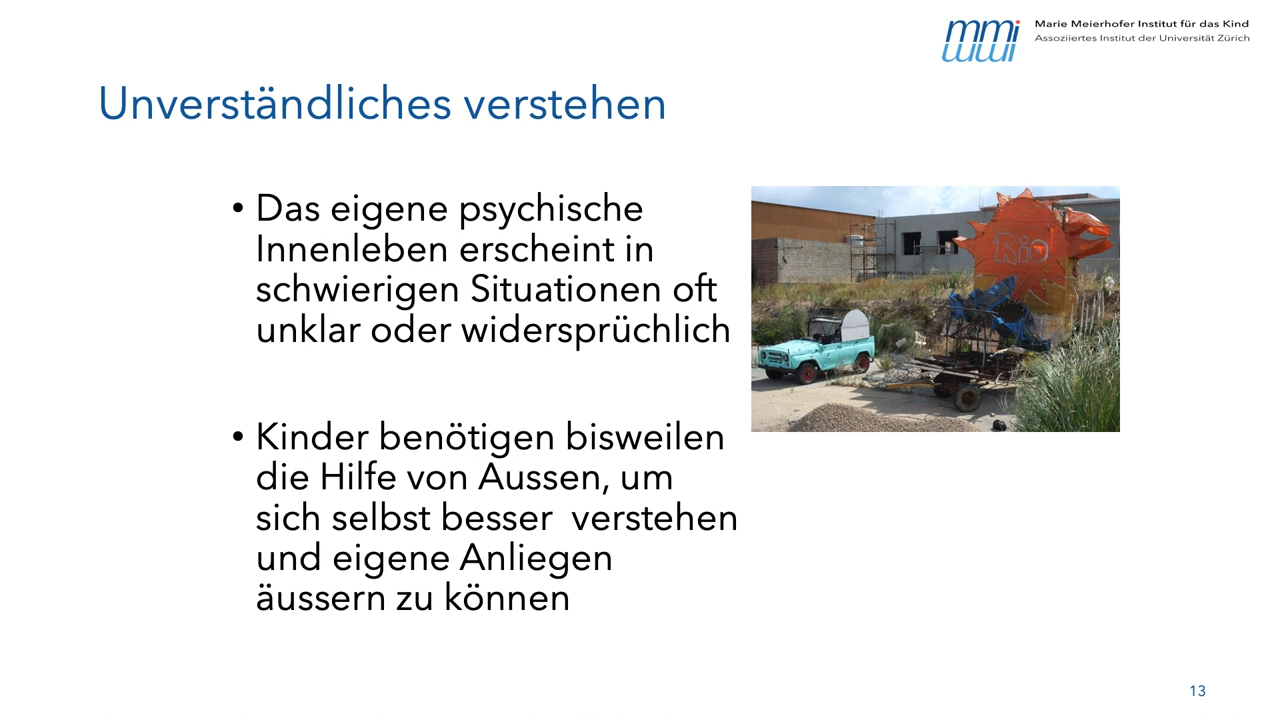 mmi
Marie Meierhofer Institut für das Kind
Assoziiertes Institut der Universität Zürich
Unverständliches verstehen
• Das eigene psychische
Innenleben erscheint in
schwierigen Situationen oft
unklar oder widersprüchlich
• Kinder benötigen bisweilen
die Hilfe von Aussen, um
sich selbst besser  verstehen
und eigene Anliegen
äussern zu können
Rio
13